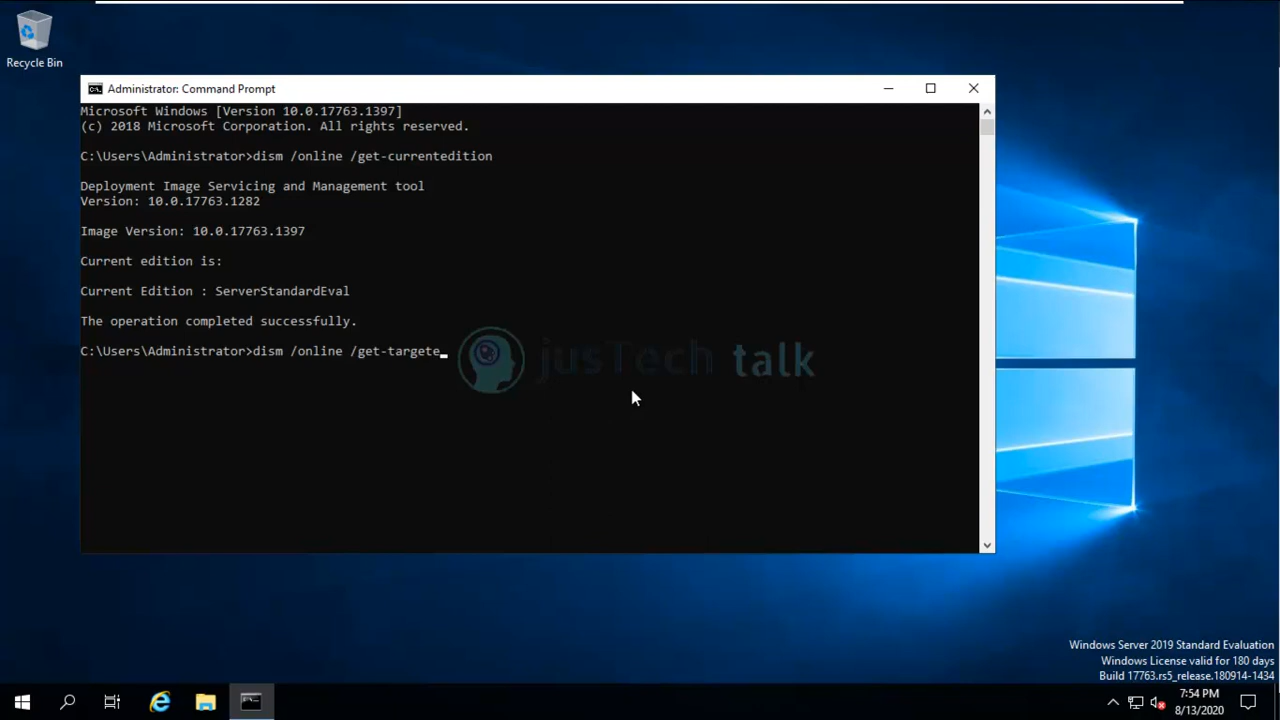 Recycle Bin
Administrator: Command Prompt
Microsoft Windows [Version 10.0.17763.1397]
(c) 2018 Microsoft Corporation. All rights reserved.
C:\Users\Administrator>dism /online /get-currentedition
Deployment Image Servicing and Management tool
Version: 10.0.17763.1282
Image Version: 10.0.17763.1397
Current edition is:
Current Edition : ServerStandardEval
The operation completed successfully.
C:\Users\Administrator>dism /online /get-targete_
jusTech talk
Windows Server 2019 Standard Evaluation
Windows License valid for 180 days
Build 17763.rs5_release.180914-1434
7:54 PM
8/13/2020